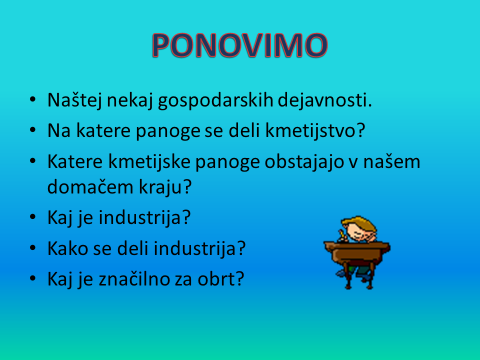 PONOVIMO
• Naštej nekaj gospodarskih dejavnosti.
• Na katere panoge se deli kmetijstvo?
• Katere kmetijske panoge obstajajo v našem
domačem kraju?
• Kaj je industrija?
• Kako se deli industrija?
• Kaj je značilno za obrt?